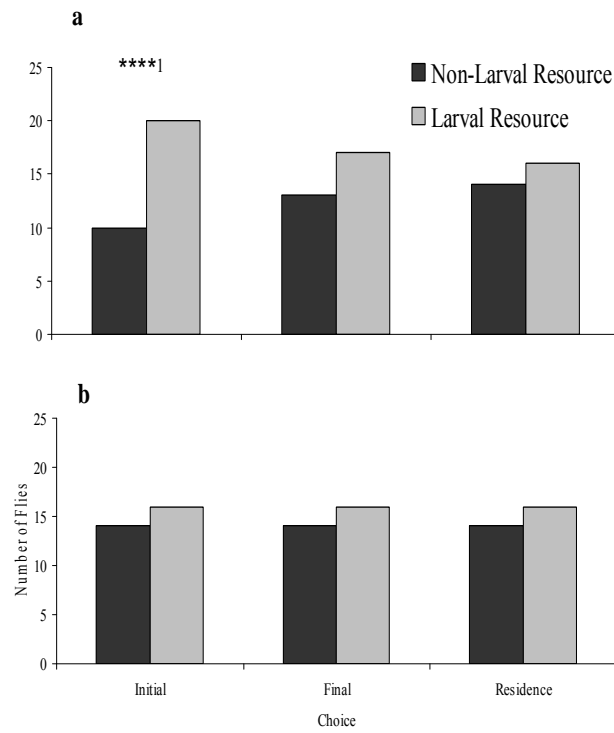 a
****1
Non-Larval Resource
Larval Resource
25
20
15
10
5
0
b
25
20
15
10
5
0
Number of Flies
Initial Final Residence
Choice